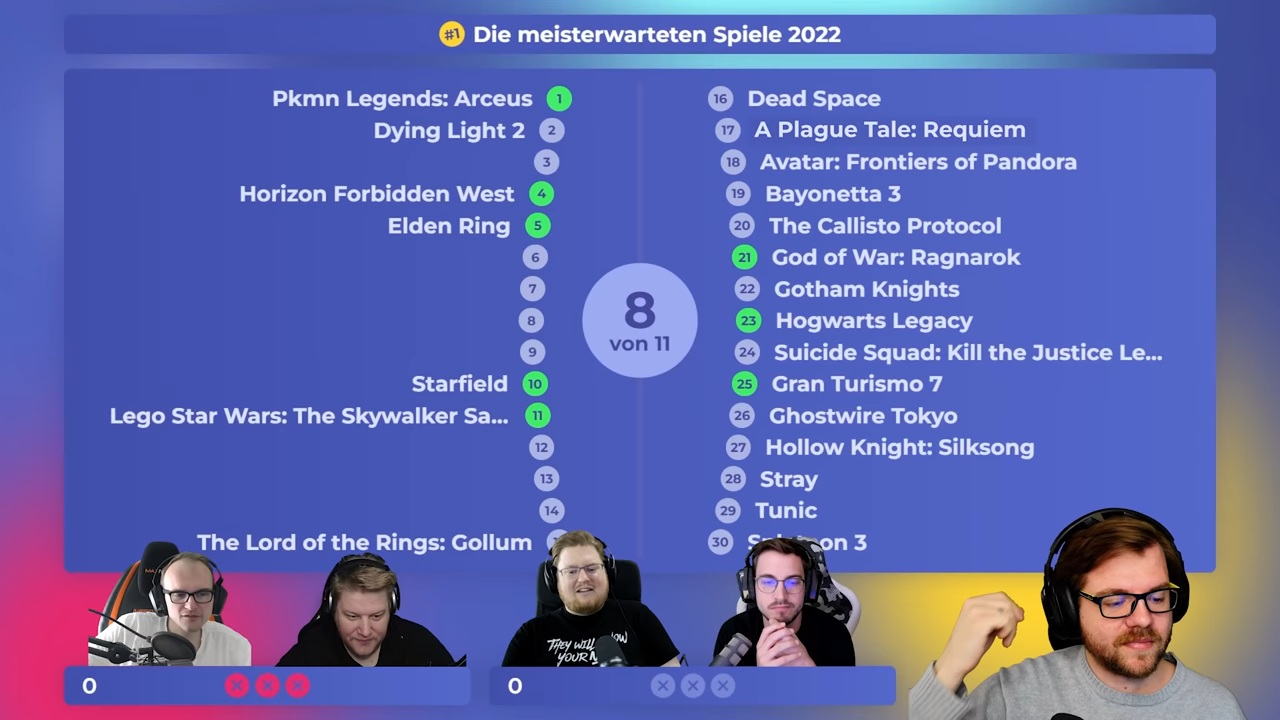 #1 Die meisterwarteten Spiele 2022
Pkmn Legends: Arceus 1
Dying Light 2 2
3
Horizon Forbidden West 4
Elden Ring 5
6
7
8
9
Starfield 10
Lego Star Wars: The Skywalker Sa... 11
12
13
14
The Lord of the Rings: Gollum
8
von 11
16 Dead Space
17 A Plague Tale: Requiem
18 Avatar: Frontiers of Pandora
19 Bayonetta 3
20 The Callisto Protocol
21 God of War: Ragnarok
22 Gotham Knights
23 Hogwarts Legacy
24 Suicide Squad: Kill the Justice Le...
25 Gran Turismo 7
26 Ghostwire Tokyo
27 Hollow Knight: Silksong
28 Stray
29 Tunic
30 Splatoon 3
THEY WILL
YOUR
0
0